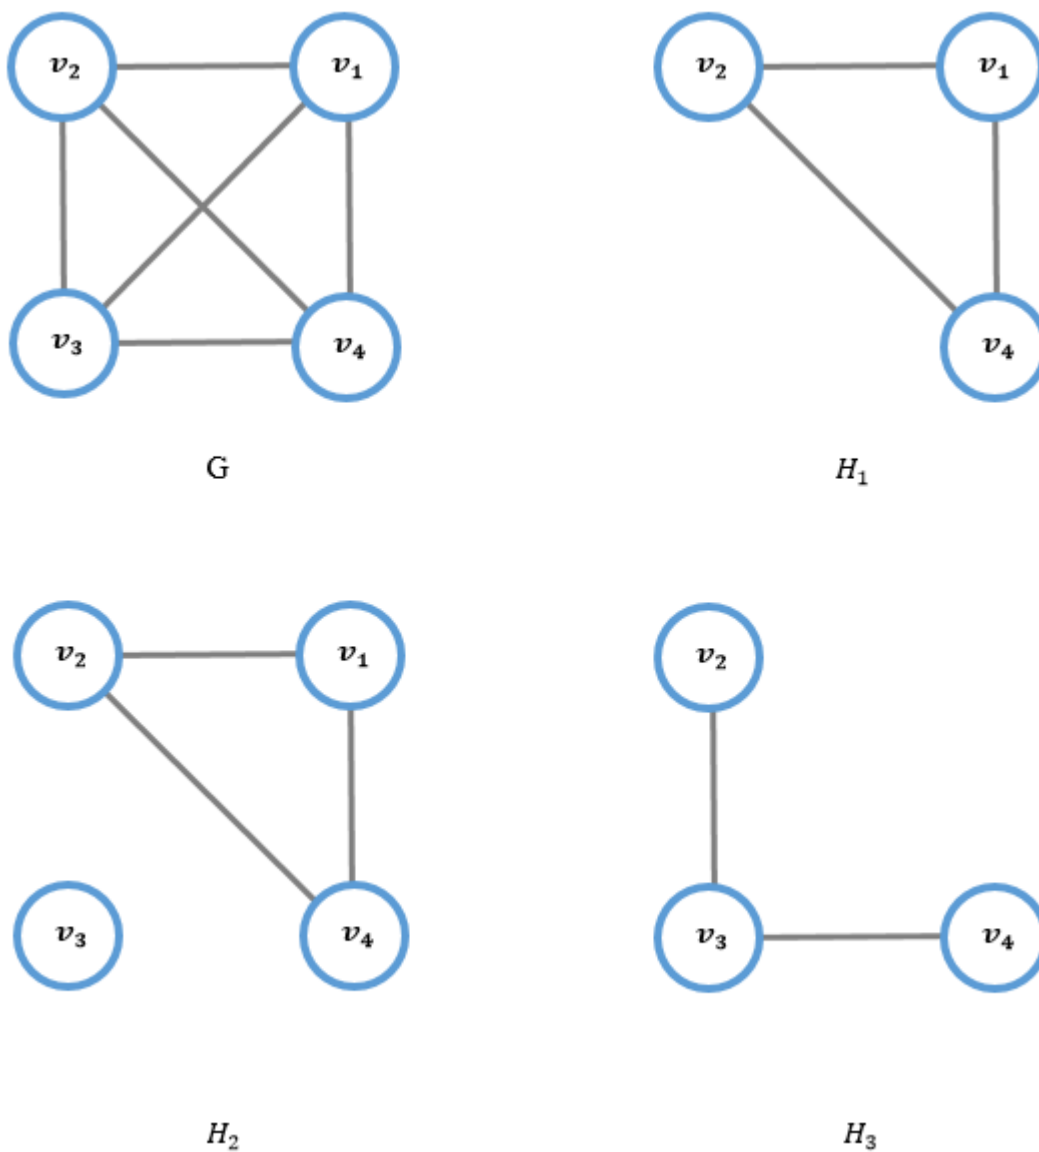 v₂ v₁ v₂ v₁
v₃ v₄ v₄
G H₁
v₂ v₁ v₂
v₃ v₄ v₃ v₄
H₂ H₃